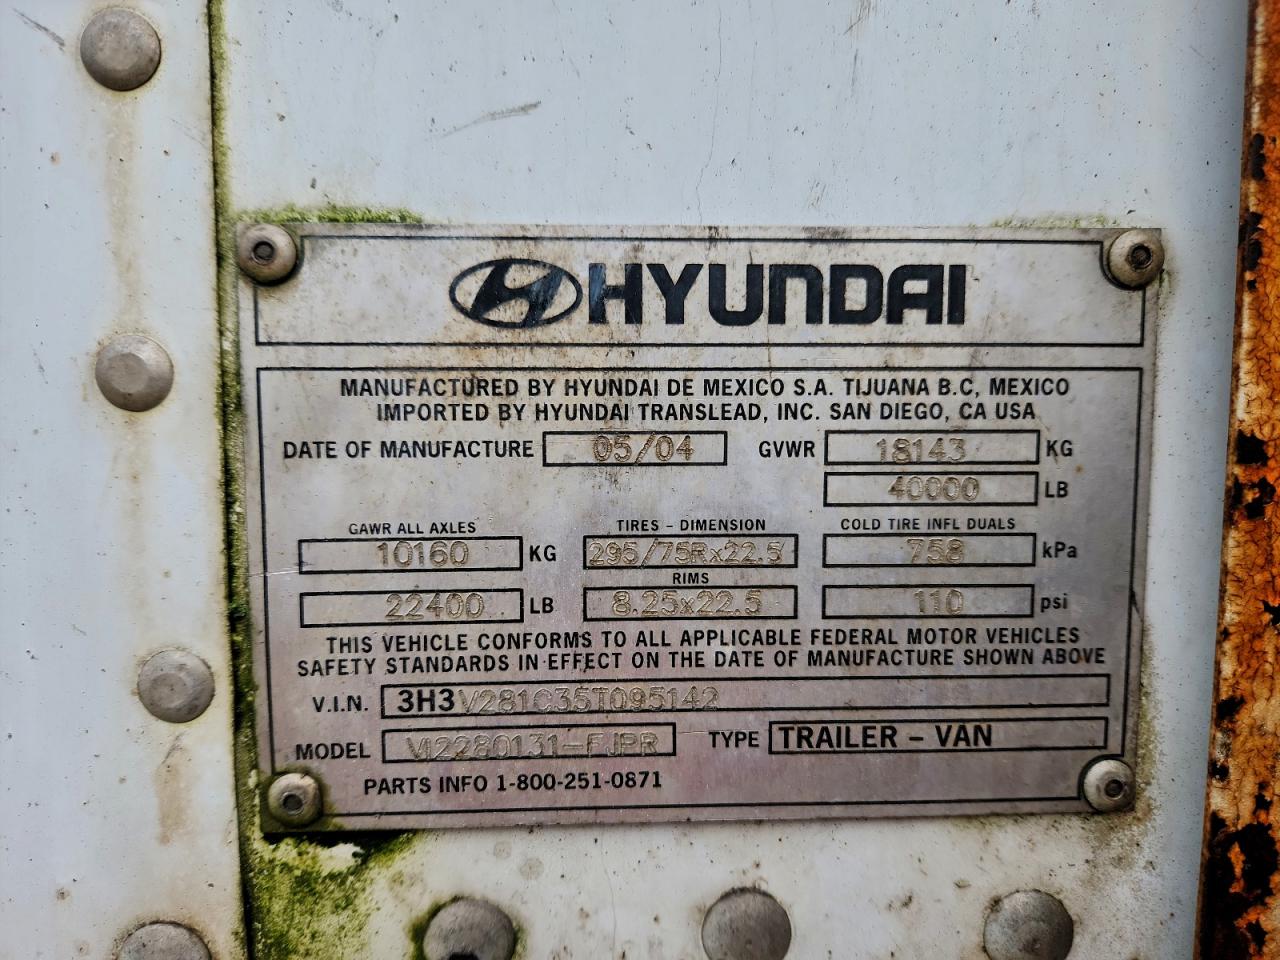 HYUNDAI
MANUFACTURED BY HYUNDAI DE MEXICO S.A. TIJUANA B.C, MEXICO
IMPORTED BY HYUNDAI TRANSLEAD, INC. SAN DIEGO, CA USA
DATE OF MANUFACTURE 05/04 GVWR 18143 KG
40000 LB
GAWR ALL AXLES TIRES - DIMENSION COLD TIRE INFL DUALS
10160 KG 295/75Rx22.5 758 kPa
RIMS
22400 LB 8.25x22.5 110 psi
THIS VEHICLE CONFORMS TO ALL APPLICABLE FEDERAL MOTOR VEHICLES
SAFETY STANDARDS IN EFFECT ON THE DATE OF MANUFACTURE SHOWN ABOVE
V.I.N. 3H3V281C35T095142
MODEL VI2280131-FJPR TYPE TRAILER - VAN
PARTS INFO 1-800-251-0871